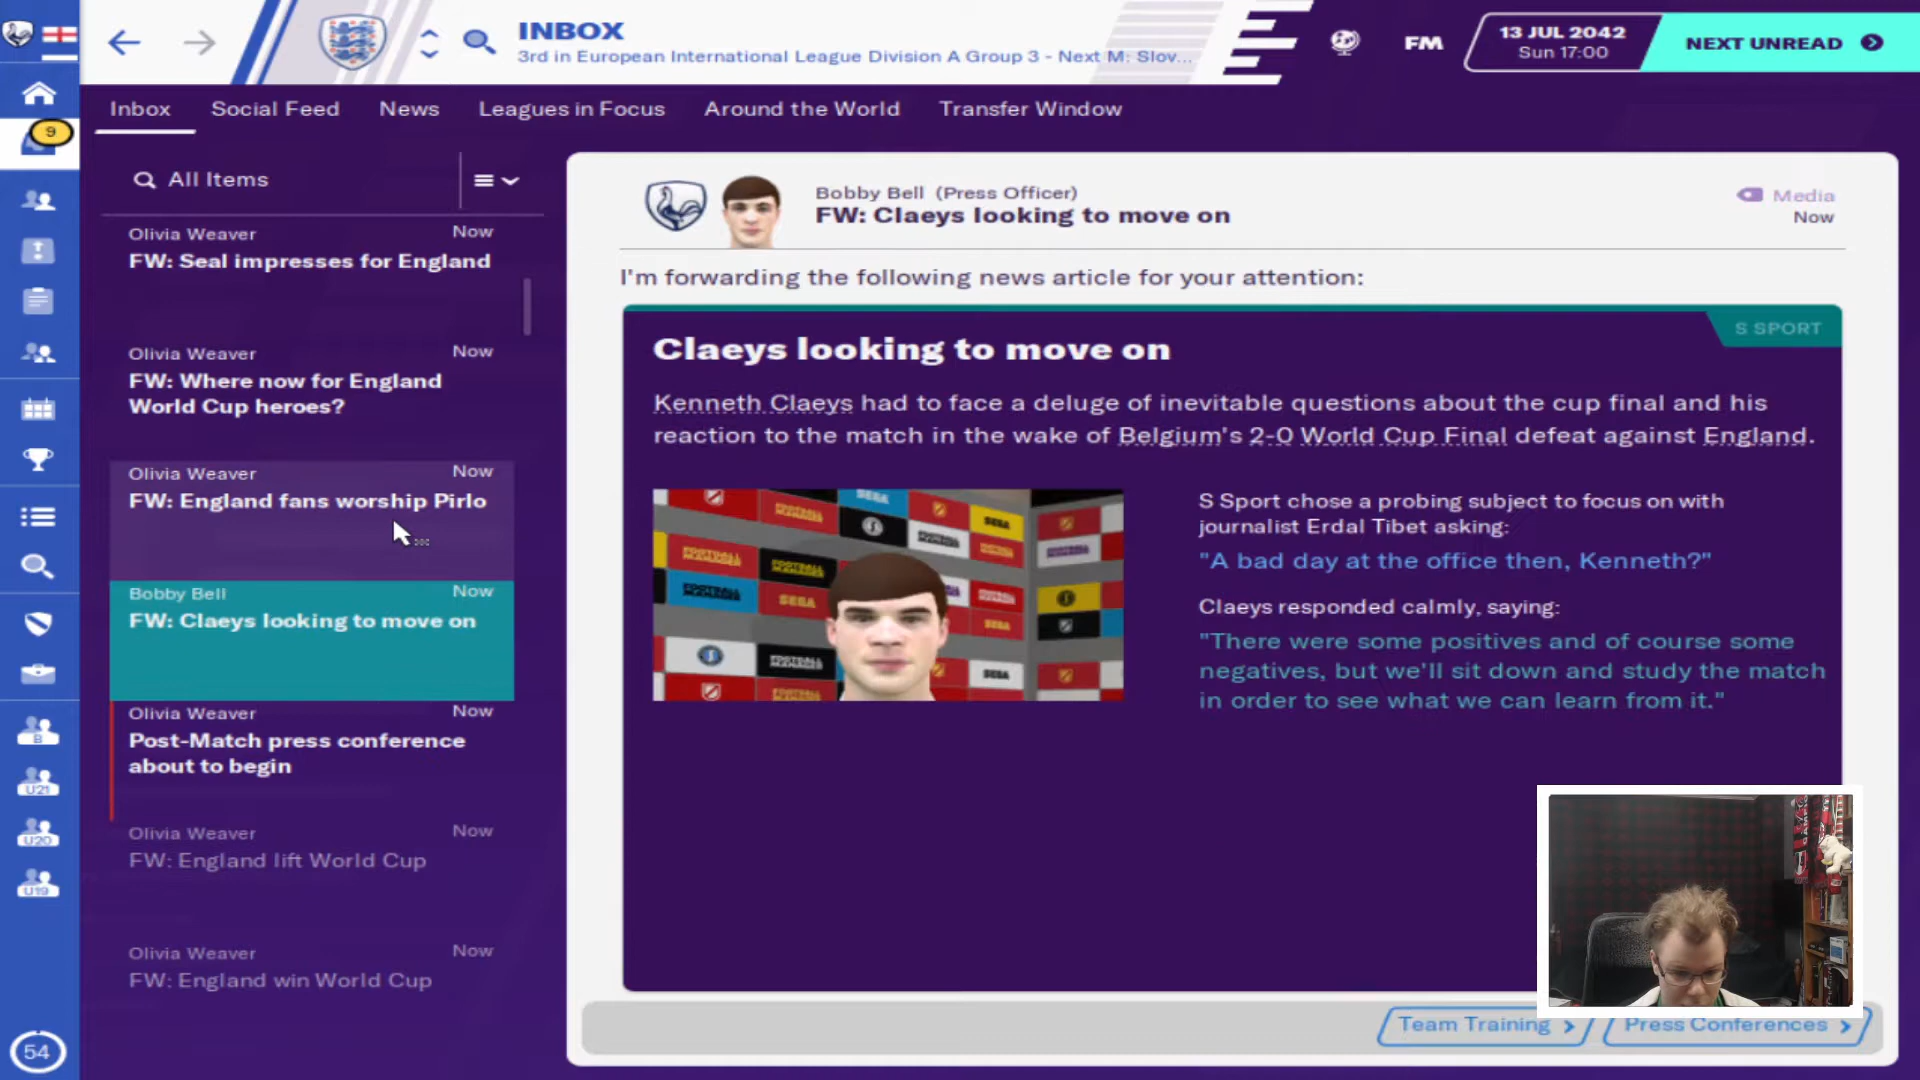 INBOX
3rd in European International League Division A Group 3 - Next M: Slov...
FM
13 JUL 2042
Sun 17:00
NEXT UNREAD
9
Inbox
Social Feed
News
Leagues in Focus
Around the World
Transfer Window
All Items
Olivia Weaver
Now
FW: Seal impresses for England
Olivia Weaver
Now
FW: Where now for England
World Cup heroes?
Olivia Weaver
Now
FW: England fans worship Pirlo
Bobby Bell
Now
FW: Claeys looking to move on
Olivia Weaver
Now
Post-Match press conference
about to begin
Olivia Weaver
Now
FW: England lift World Cup
Olivia Weaver
Now
FW: England win World Cup
B
U21
U20
U19
54
Bobby Bell (Press Officer)
FW: Claeys looking to move on
Media
Now
I'm forwarding the following news article for your attention:
S SPORT
Claeys looking to move on
Kenneth Claeys had to face a deluge of inevitable questions about the cup final and his
reaction to the match in the wake of Belgium's 2-0 World Cup Final defeat against England.
S Sport chose a probing subject to focus on with
journalist Erdal Tibet asking:
"A bad day at the office then, Kenneth?"
Claeys responded calmly, saying:
"There were some positives and of course some
negatives, but we'll sit down and study the match
in order to see what we can learn from it."
Team Training
Press Conferences